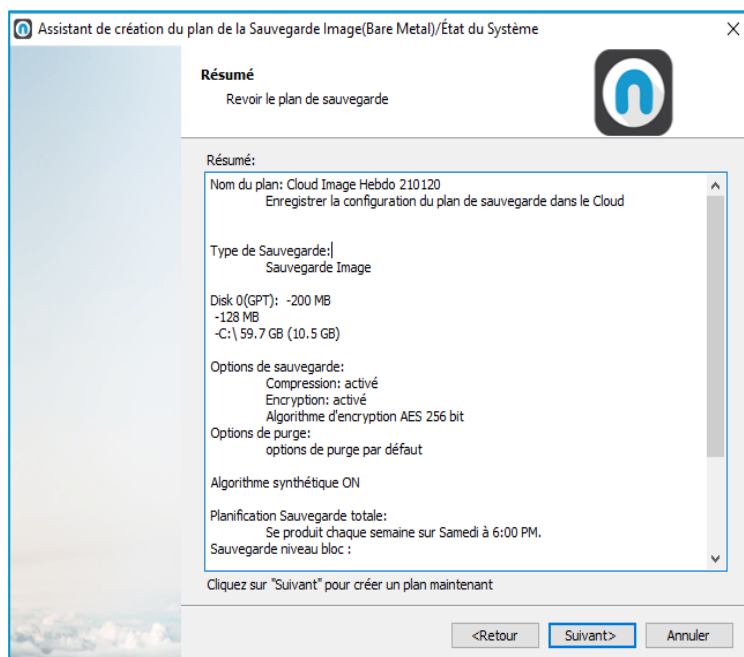 Assistant de création du plan de la Sauvegarde Image(Bare Metal)/État du Système
Résumé
Revoir le plan de sauvegarde
Résumé:
Nom du plan: Cloud Image Hebdo 210120
Enregistrer la configuration du plan de sauvegarde dans le Cloud
Type de Sauvegarde:
Sauvegarde Image
Disk 0(GPT): -200 MB
-128 MB
-C:\ 59.7 GB (10.5 GB)
Options de sauvegarde:
Compression: activé
Encryption: activé
Algorithme d'encryption AES 256 bit
Options de purge:
options de purge par défaut
Algorithme synthétique ON
Planification Sauvegarde totale:
Se produit chaque semaine sur Samedi à 6:00 PM.
Sauvegarde niveau bloc :
Cliquez sur "Suivant" pour créer un plan maintenant
<Retour
Suivant>
Annuler